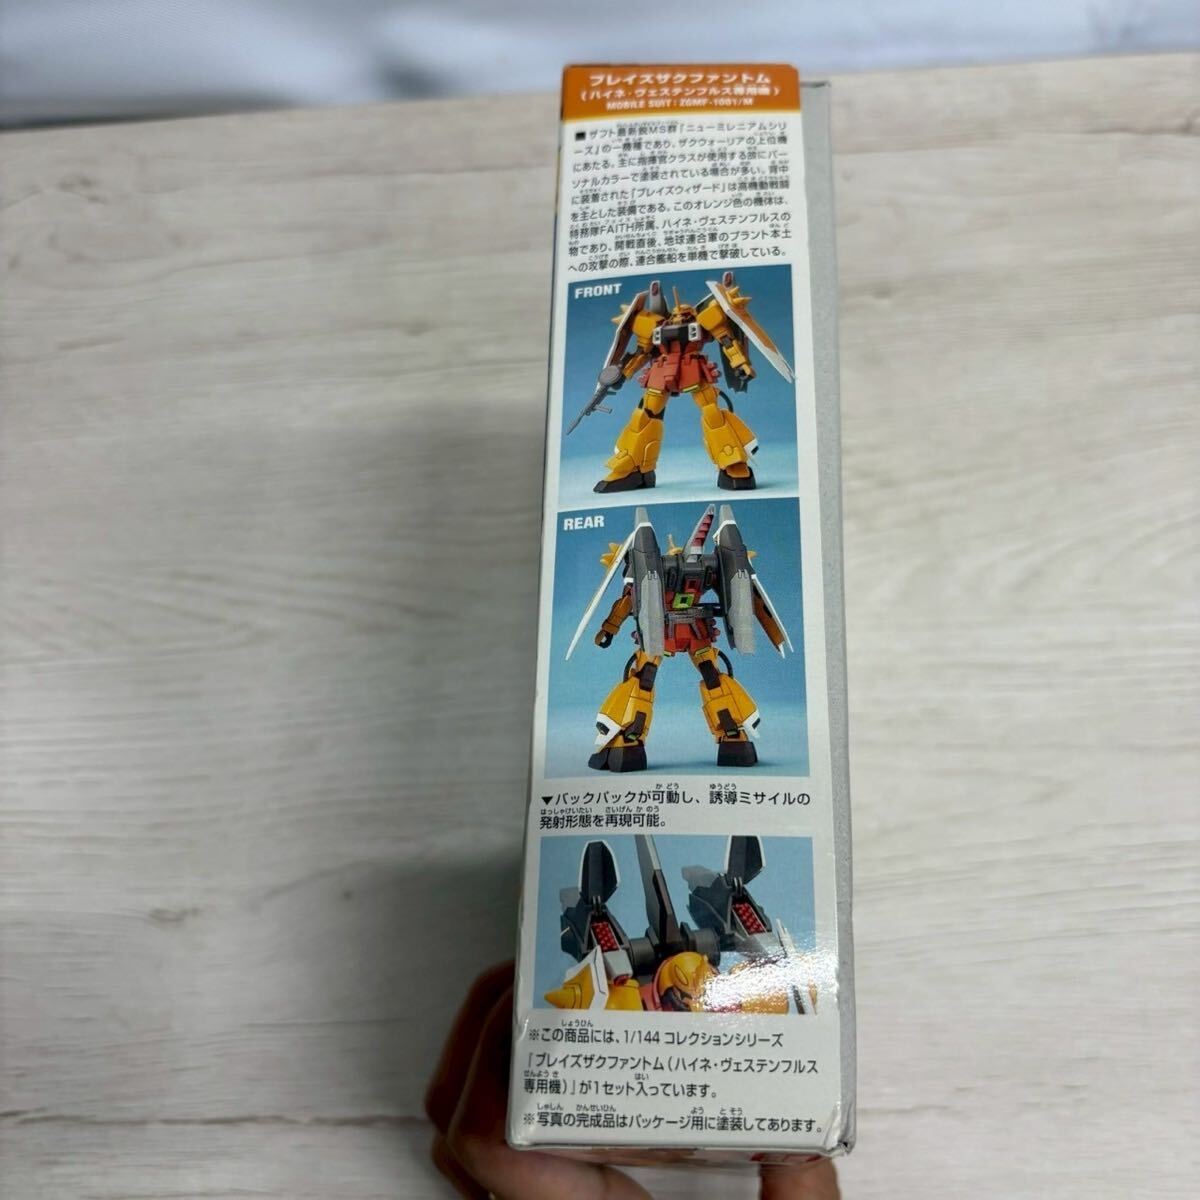 ブレイズザクファントム
(ハイネ・ヴェステンフルス専用機)
MOBILE SUIT : ZGMF-1001/M
■ザフト最新鋭MS群「ニューミレニアムシリ
ーズ」の一機種であり、ザクウォーリアの上位機
にあたる。主に指揮官クラスが使用する故にパー
ソナルカラーで塗装されている場合が多い。背中
に装着された「ブレイズウィザード」は高機動戦闘
を主とした装備である。このオレンジ色の機体は、
特務隊FAITH所属、ハイネ・ヴェステンフルスの
物であり、開戦直後、地球連合軍のプラント本土
への攻撃の際、連合艦船を単機で撃破している。
FRONT
REAR
▼バックパックが可動し、誘導ミサイルの
発射形態を再現可能。
※この商品には、1/144 コレクションシリーズ
「ブレイズザクファントム(ハイネ・ヴェステンフルス
専用機)」が1セット入っています。
※写真の完成品はパッケージ用に塗装してあります。